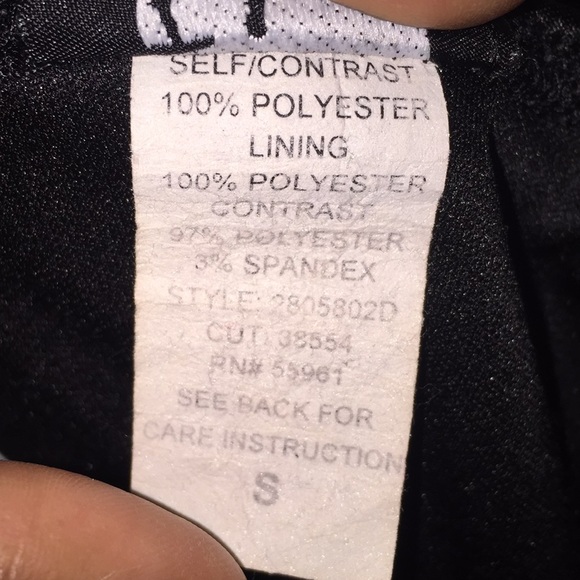 SELF/CONTRAST
100% POLYESTER
LINING
100% POLYESTER
CONTRAST
97% POLYESTER
3% SPANDEX
STYLE: 2805802D
CUT: 38554
RN# 55961
SEE BACK FOR
CARE INSTRUCTION
S